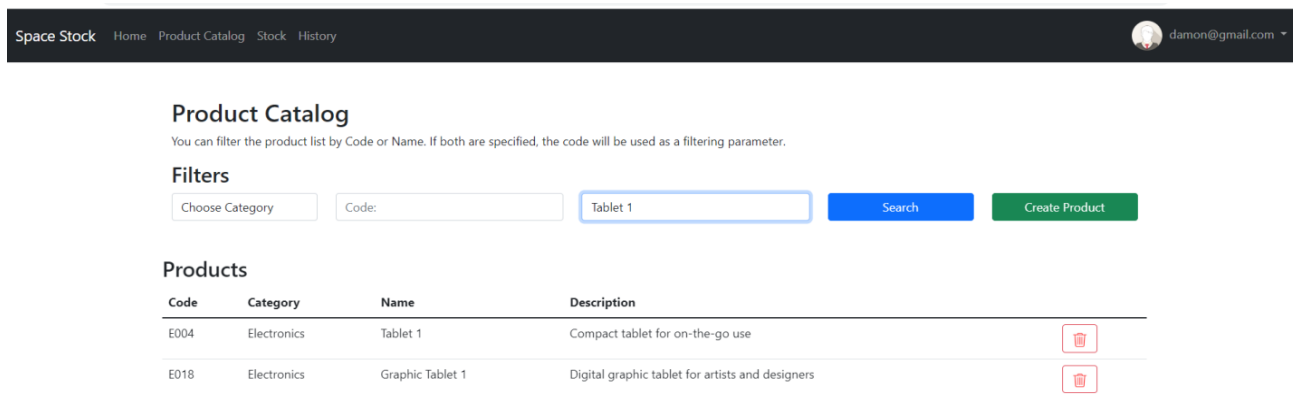 Space Stock Home Product Catalog Stock History damon@gmail.com
Product Catalog
You can filter the product list by Code or Name. If both are specified, the code will be used as a filtering parameter.
Filters
Choose Category Code: Tablet 1 Search Create Product
Products
Code Category Name Description
E004 Electronics Tablet 1 Compact tablet for on-the-go use
E018 Electronics Graphic Tablet 1 Digital graphic tablet for artists and designers